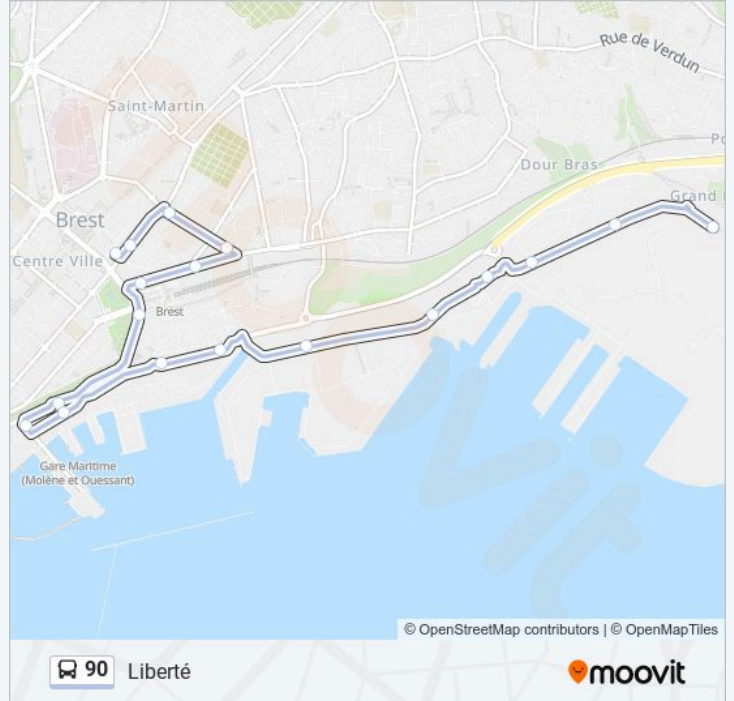 Rue de Verdun
Saint-Martin
Dour Bras
Brest
Grand
Centre Ville
Brest
Gare Maritime
(Molène et Ouessant)
moovit
© OpenStreetMap contributors | © OpenMapTiles
90 Liberté
moovit